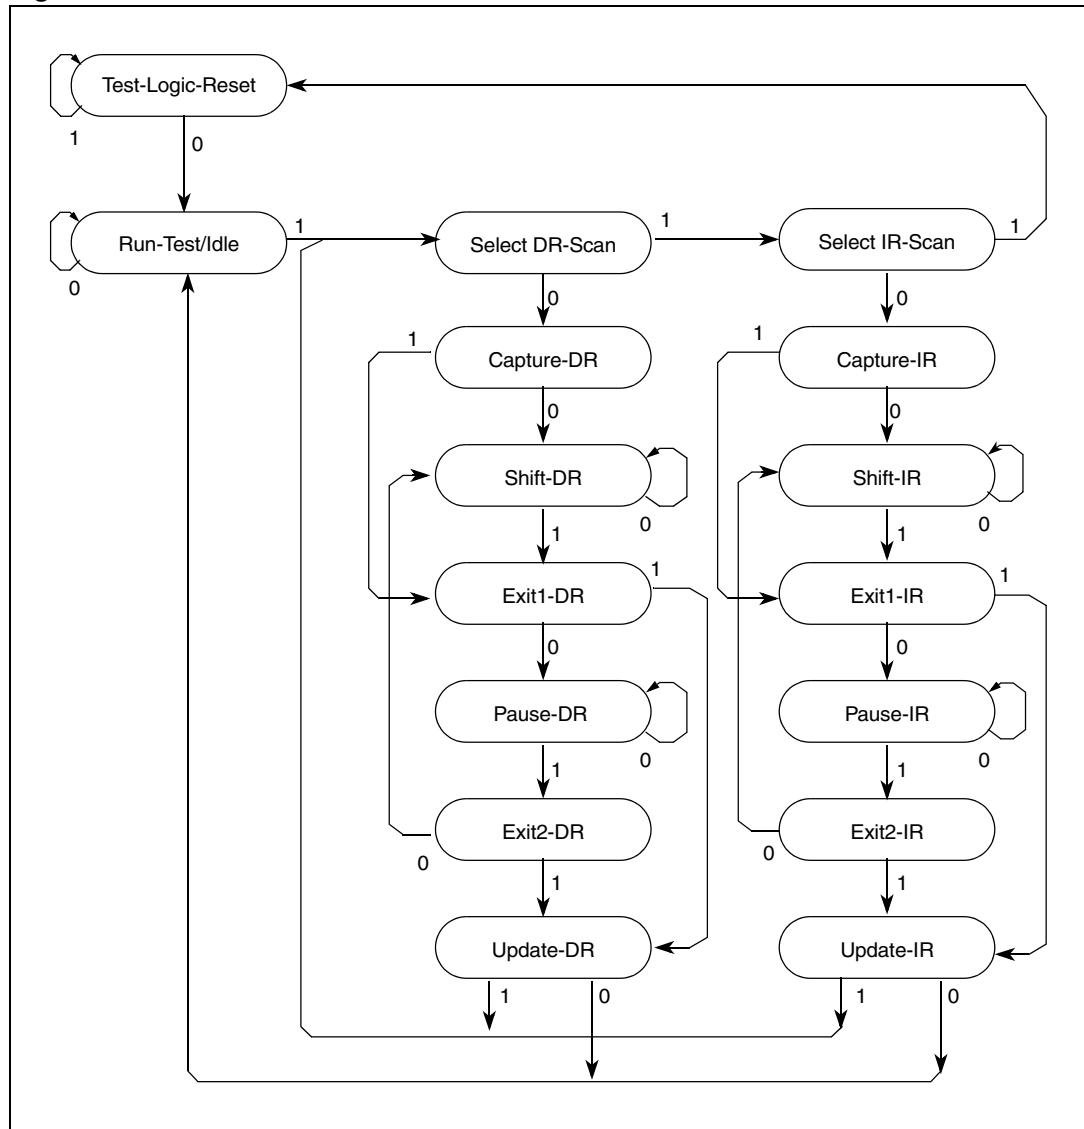 Test-Logic-Reset
1
0
Run-Test/Idle
0
1
Select DR-Scan
1
Select IR-Scan
1
0
0
1
Capture-DR
1
Capture-IR
0
0
Shift-DR
0
Shift-IR
0
1
1
Exit1-DR
1
Exit1-IR
1
0
0
Pause-DR
0
Pause-IR
0
1
1
Exit2-DR
0
Exit2-IR
0
1
1
Update-DR
Update-IR
1
0
1
0